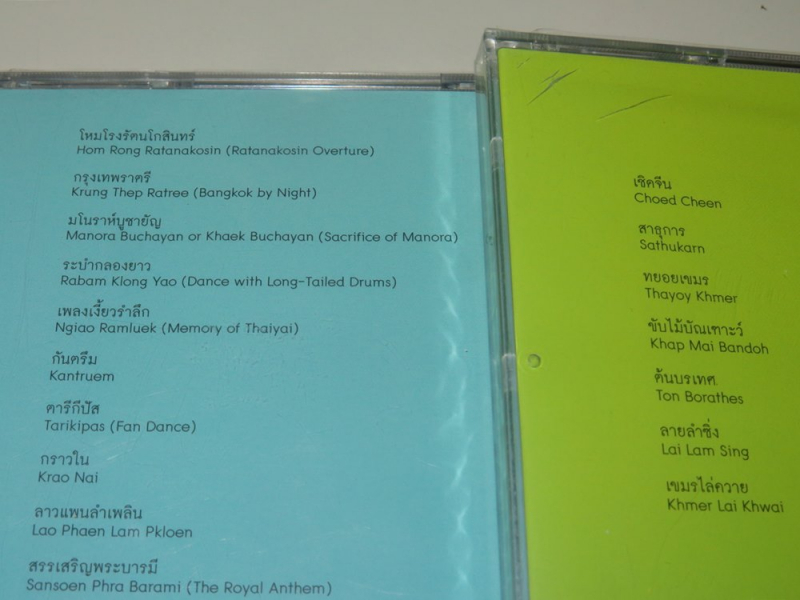 โหมโรงรัตนโกสินทร์
Hom Rong Ratanakosin (Ratanakosin Overture)
กรุงเทพราตรี
Krung Thep Ratree (Bangkok by Night)
มโนราห์บูชายัญ
Manora Buchayan or Khaek Buchayan (Sacrifice of Manora)
ระบำกลองยาว
Rabam Klong Yao (Dance with Long-Tailed Drums)
เพลงเงี้ยวรำลึก
Ngiao Ramluek (Memory of Thaiyai)
กันตรึม
Kantruem
ตารีกีปัส
Tarikipas (Fan Dance)
กราวใน
Krao Nai
ลาวแพนลำเพลิน
Lao Phaen Lam Pkloen
สรรเสริญพระบารมี
Sansoen Phra Barami (The Royal Anthem)
เชิดจีน
Choed Cheen
สาธุการ
Sathukarn
ทยอยเขมร
Thayoy Khmer
ขับไม้บัณเฑาะว์
Khap Mai Bandoh
ต้นบรเทศ
Ton Borathes
ลายลำซิ่ง
Lai Lam Sing
เขมรไล่ควาย
Khmer Lai Khwai